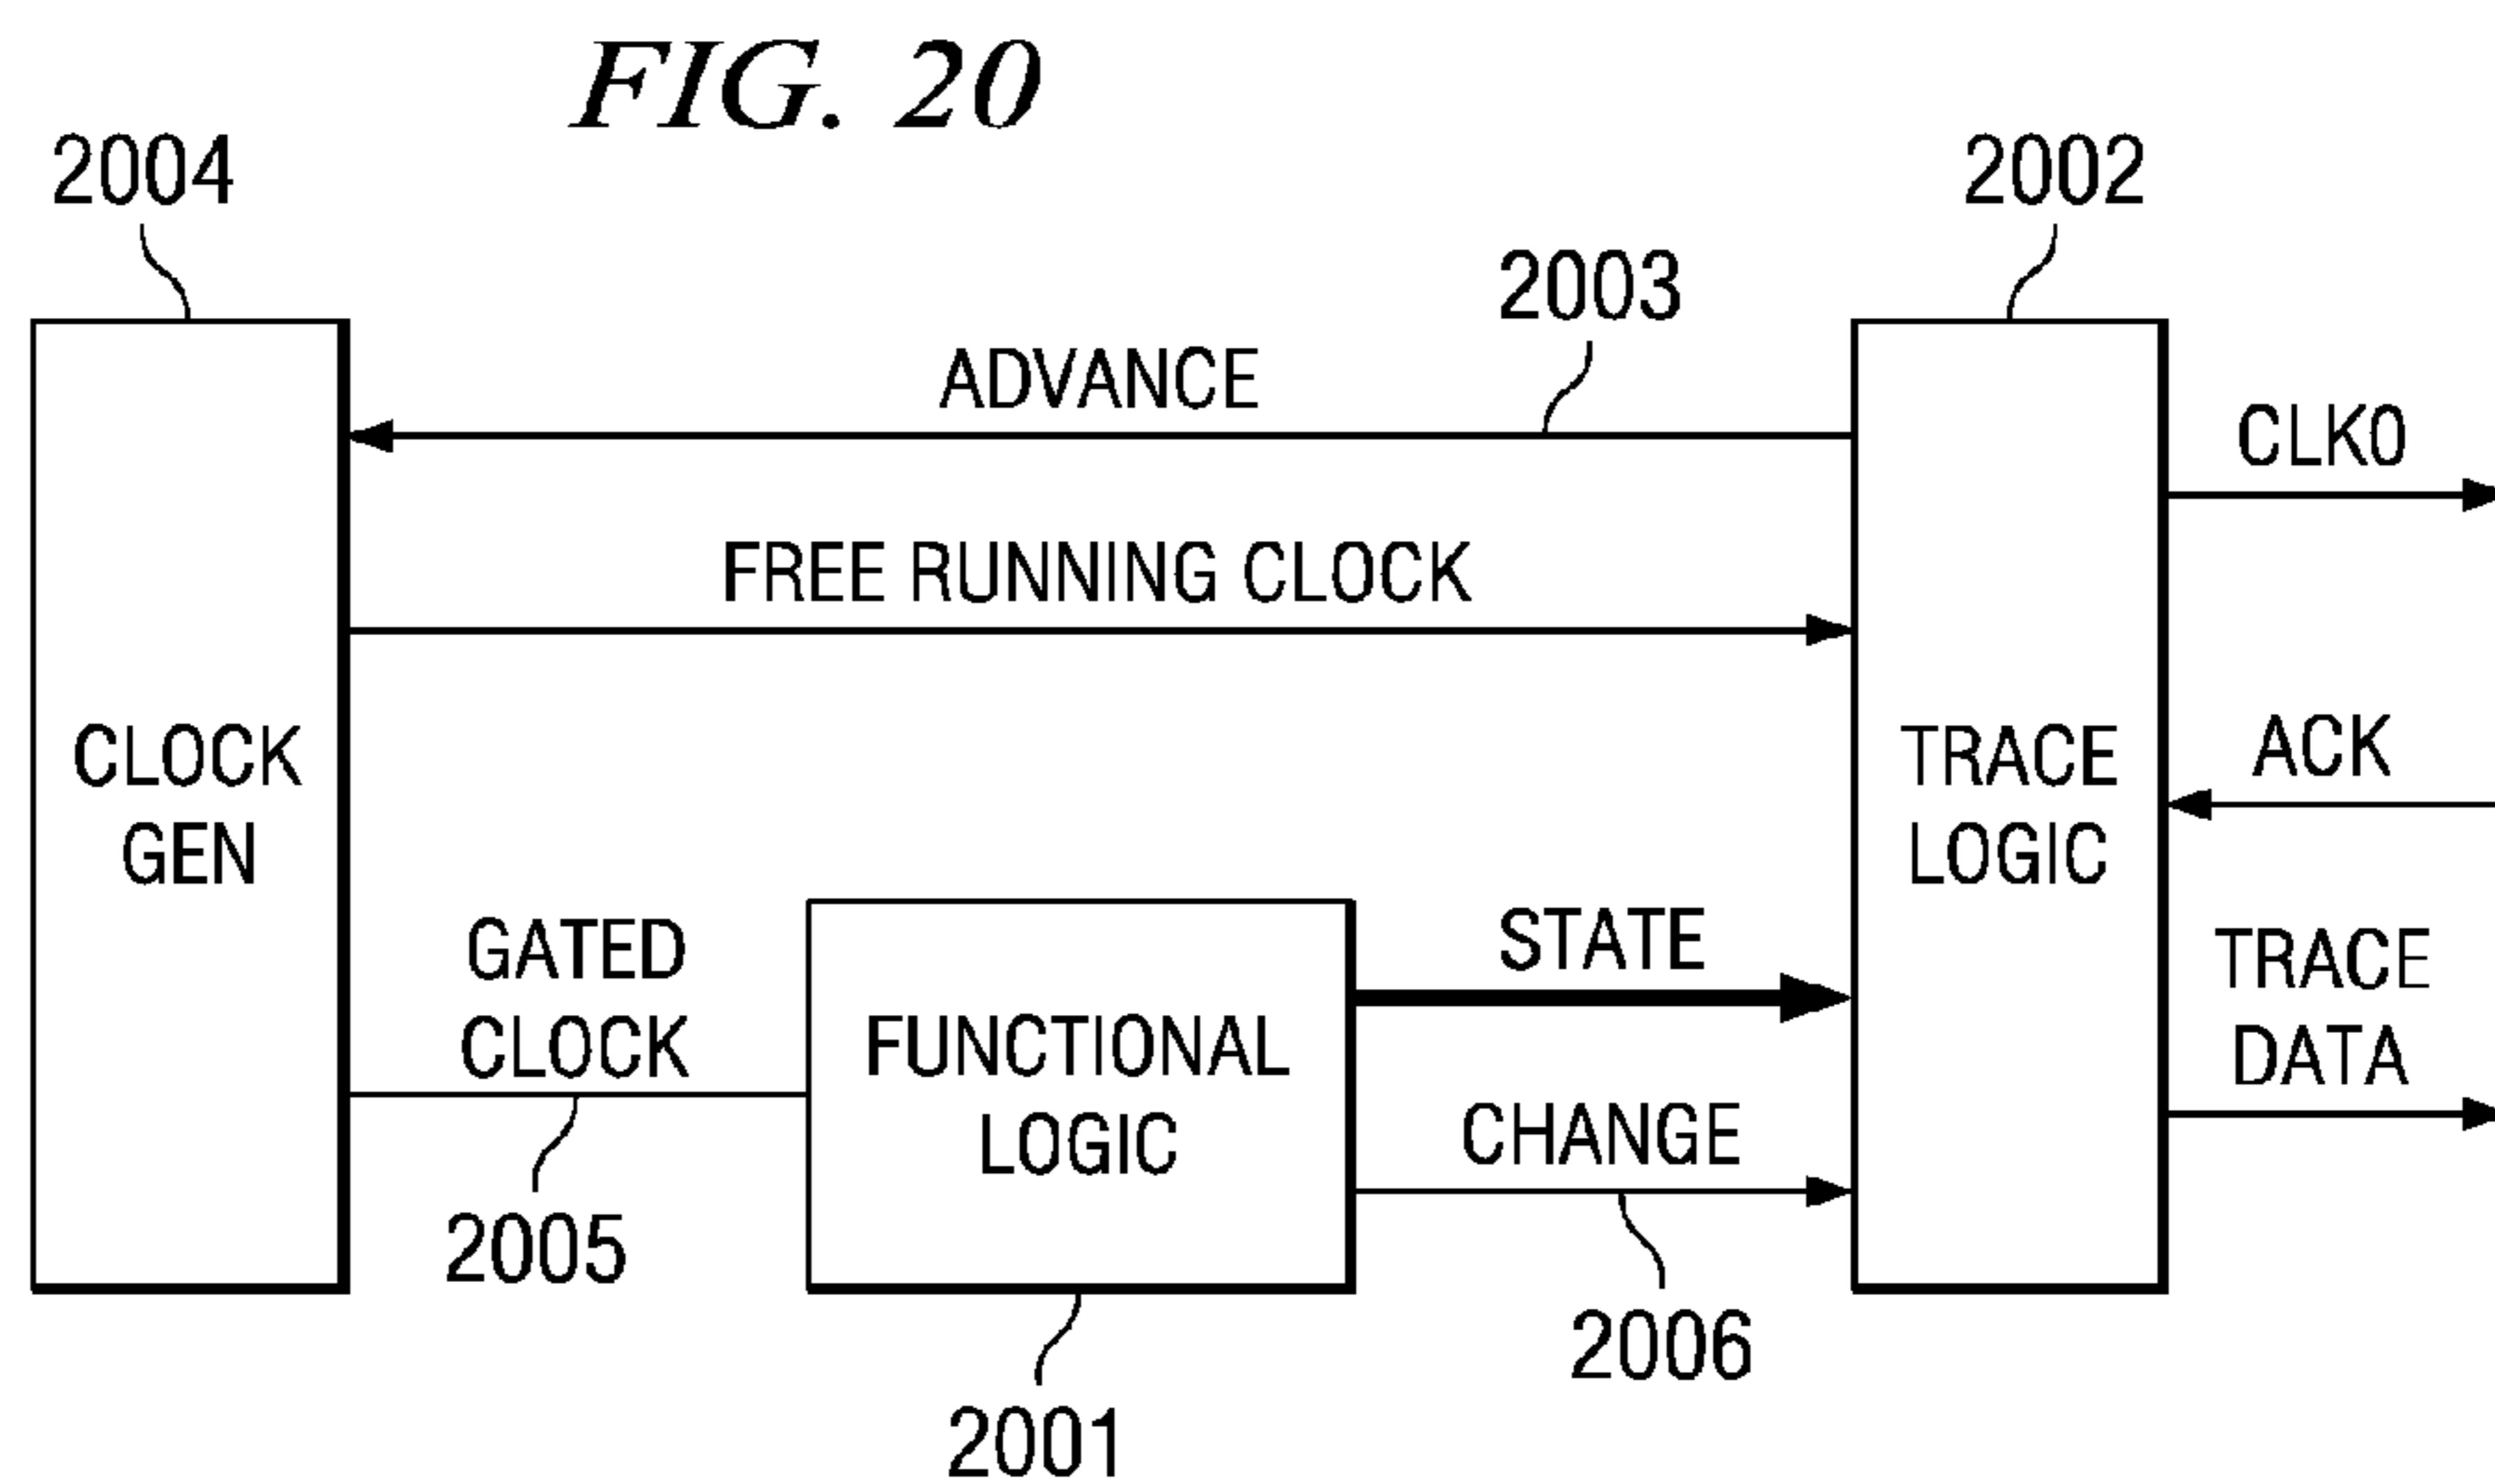 FIG. 20
2004
2002
2003
ADVANCE
CLK0
FREE RUNNING CLOCK
CLOCK
GEN
TRACE
LOGIC
ACK
GATED
CLOCK
FUNCTIONAL
LOGIC
STATE
TRACE
DATA
CHANGE
2005
2006
2001